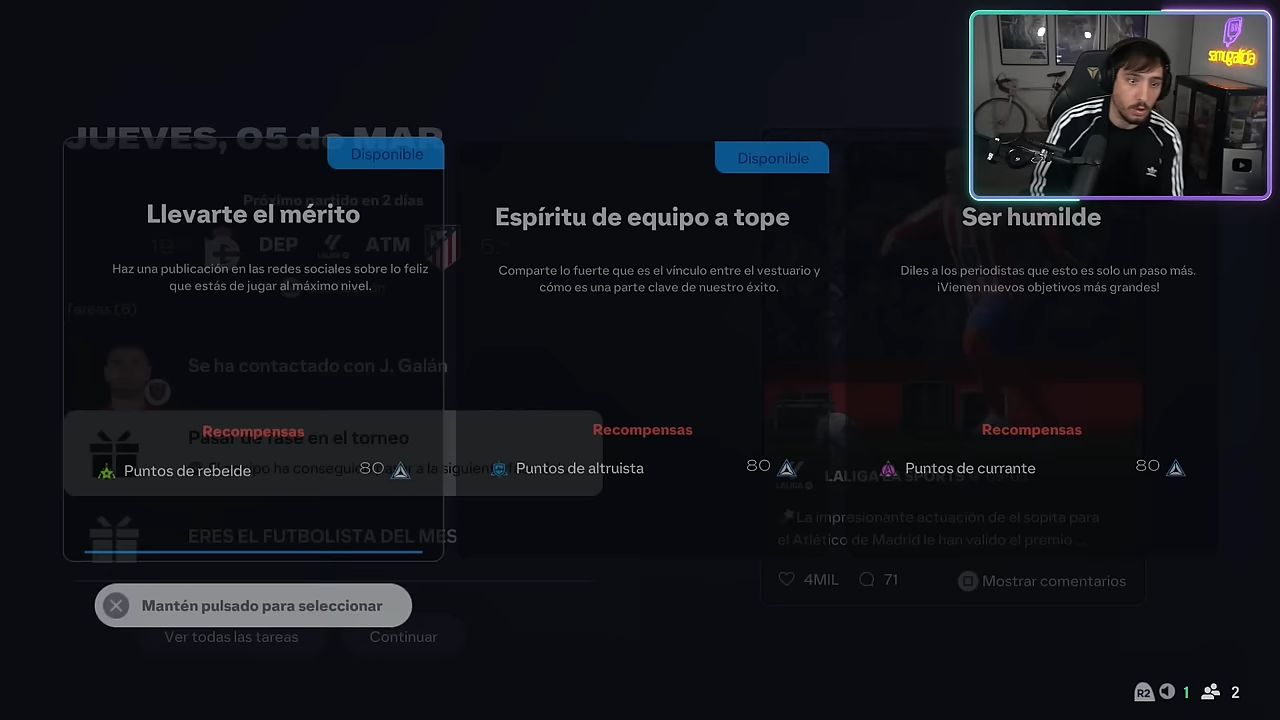 JUEVES, 05 de MAR
Disponible
Disponible
Próximo partido en 2 días
Llevarte el mérito
Espíritu de equipo a tope
Ser humilde
DEP
ATM
Haz una publicación en las redes sociales sobre lo feliz
que estás de jugar al máximo nivel.
Comparte lo fuerte que es el vínculo entre el vestuario y
cómo es una parte clave de nuestro éxito.
Diles a los periodistas que esto es solo un paso más.
¡Vienen nuevos objetivos más grandes!
Se ha contactado con J. Galán
Recompensas
Recompensas
Recompensas
Pasar de fase en el torneo
Puntos de rebelde
80
Puntos de altruista
80
Puntos de currante
80
LALIGA EA SPORTS
La impresionante actuación de el sopita para
el Atlético de Madrid le han valido el premio ...
ERES EL FUTBOLISTA DEL MES
4MIL
71
Mostrar comentarios
Mantén pulsado para seleccionar
Ver todas las tareas
Continuar
R2
1
2
samugalida